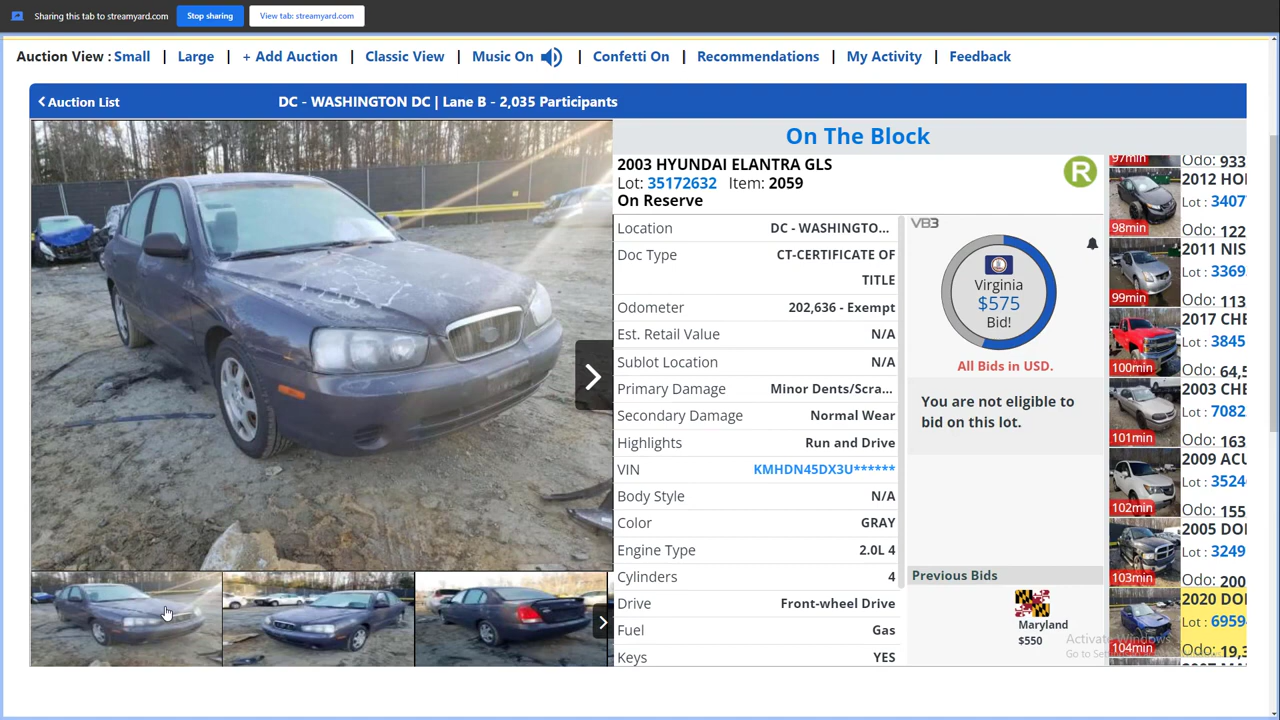 Sharing this tab to streamyard.com
Stop sharing
View tab: streamyard.com
Auction View : Small | Large | + Add Auction | Classic View | Music On | Confetti On | Recommendations | My Activity | Feedback
Auction List
DC - WASHINGTON DC | Lane B - 2,035 Participants
On The Block
2003 HYUNDAI ELANTRA GLS
Lot: 35172632 Item: 2059
On Reserve
R
Location DC - WASHINGTO...
Doc Type CT-CERTIFICATE OF
TITLE
Odometer 202,636 - Exempt
Est. Retail Value N/A
Sublot Location N/A
Primary Damage Minor Dents/Scra...
Secondary Damage Normal Wear
Highlights Run and Drive
VIN KMHDN45DX3U******
Body Style N/A
Color GRAY
Engine Type 2.0L 4
Cylinders 4
Drive Front-wheel Drive
Fuel Gas
Keys YES
VB3
Virginia
$575
Bid!
All Bids in USD.
You are not eligible to
bid on this lot.
Previous Bids
Maryland
$550
Activate Windows
97min
Odo: 933
2012 HO
Lot : 3407
98min
Odo: 122
2011 NIS
Lot : 3369
99min
Odo: 113
2017 CHE
Lot : 3845
100min
Odo: 64,5
2003 CHE
Lot : 7082
101min
Odo: 163
2009 ACU
Lot : 3524
102min
Odo: 155
2005 DO
Lot : 3249
103min
Odo: 200
2020 DO
Lot : 6959
104min
Odo: 19,3